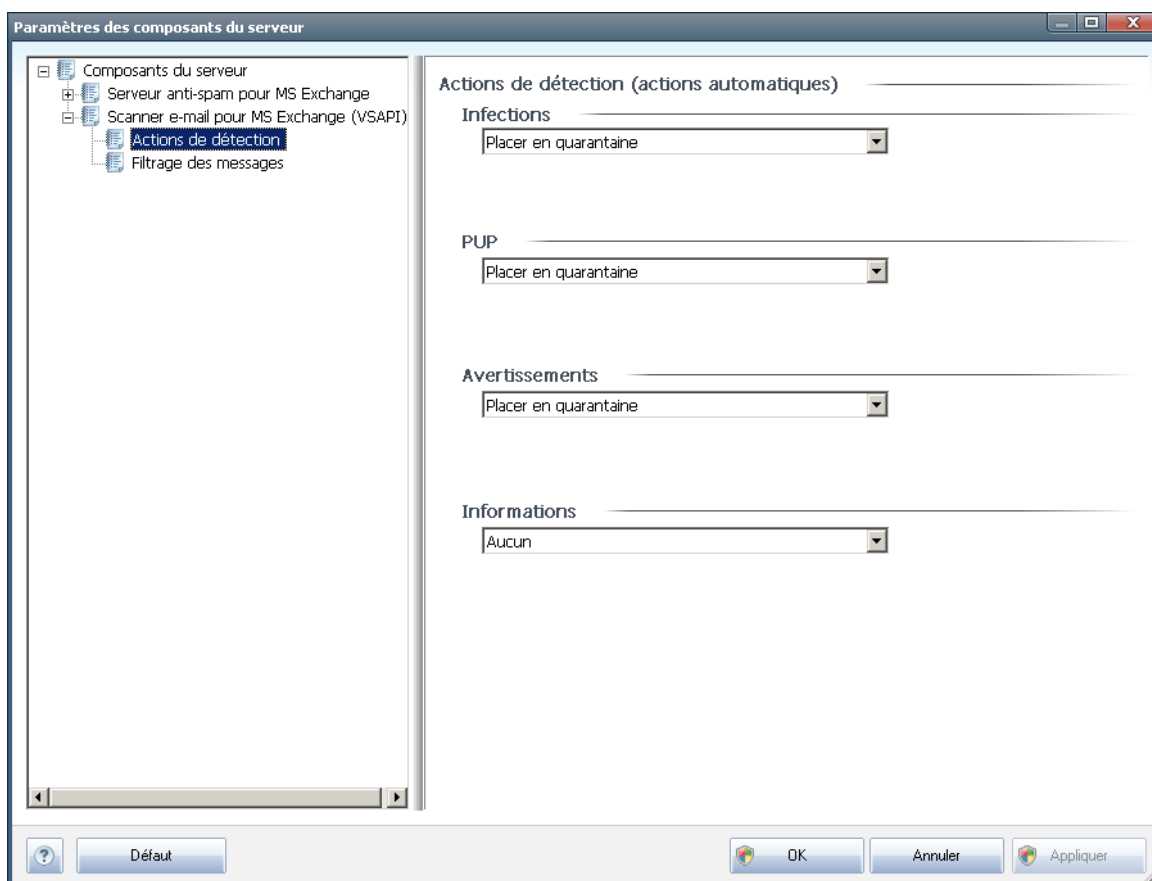 Paramètres des composants du serveur
Composants du serveur
Serveur anti-spam pour MS Exchange
Scanner e-mail pour MS Exchange (VSAPI)
Actions de détection
Filtrage des messages
Actions de détection (actions automatiques)
Infections
Placer en quarantaine
PUP
Placer en quarantaine
Avertissements
Placer en quarantaine
Informations
Aucun
?
Défaut
OK
Annuler
Appliquer